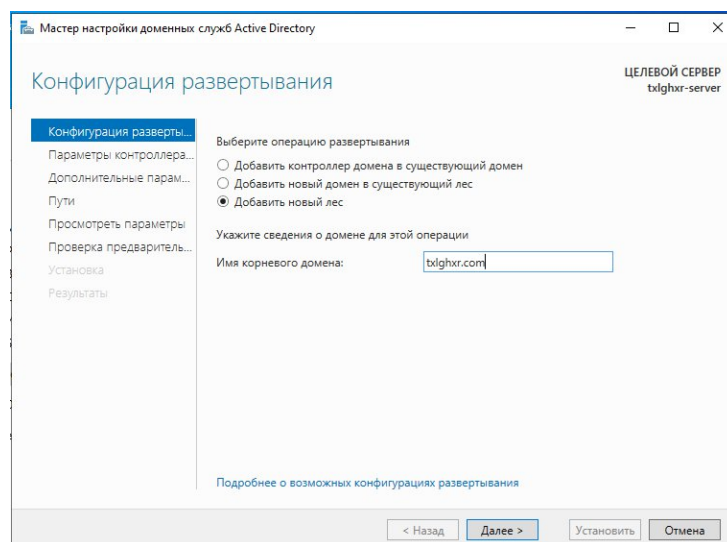 Мастер настройки доменных служб Active Directory
Конфигурация развертывания
ЦЕЛЕВОЙ СЕРВЕР
txlghxr-server
Конфигурация разверты...
Параметры контроллера...
Дополнительные парам...
Пути
Просмотреть параметры
Проверка предваритель...
Установка
Результаты
Выберите операцию развертывания
Добавить контроллер домена в существующий домен
Добавить новый домен в существующий лес
Добавить новый лес
Укажите сведения о домене для этой операции
Имя корневого домена: txlghxr.com
Подробнее о возможных конфигурациях развертывания
< Назад Далее > Установить Отмена